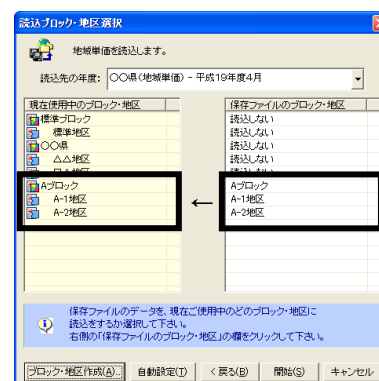 読込ブロック・地区選択
地域単価を読込します。
読込先の年度: 〇〇県(地域単価) - 平成19年度4月
現在使用中のブロック・地区 保存ファイルのブロック・地区
標準ブロック 読込しない
標準地区 読込しない
〇〇県 読込しない
△△地区 読込しない
Aブロック Aブロック
A-1地区 ← A-1地区
A-2地区 A-2地区
保存ファイルのデータを、現在ご使用中のどのブロック・地区に
読込をするか選択して下さい。
右側の「保存ファイルのブロック・地区」の欄をクリックして下さい。
ブロック・地区作成(A)... 自動設定(T) < 戻る(B) 開始(S) キャンセル